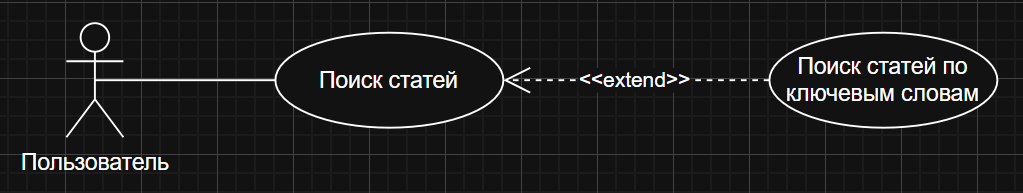 Поиск статей
<<extend>>
Поиск статей по
ключевым словам
Пользователь